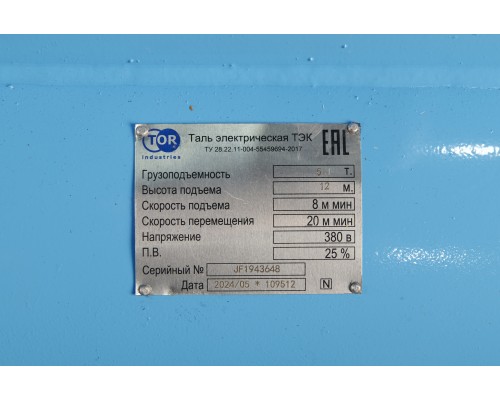 TOR
industries
Таль электрическая ТЭК
ТУ 28.22.11-004-55459694-2017
EAC
Грузоподъемность т.
Высота подъема 12 м.
Скорость подъема 8 м мин
Скорость перемещения 20 м мин
Напряжение 380 в
П.В. 25 %
Серийный № JF1943648
Дата 2024/05 * 109512 N